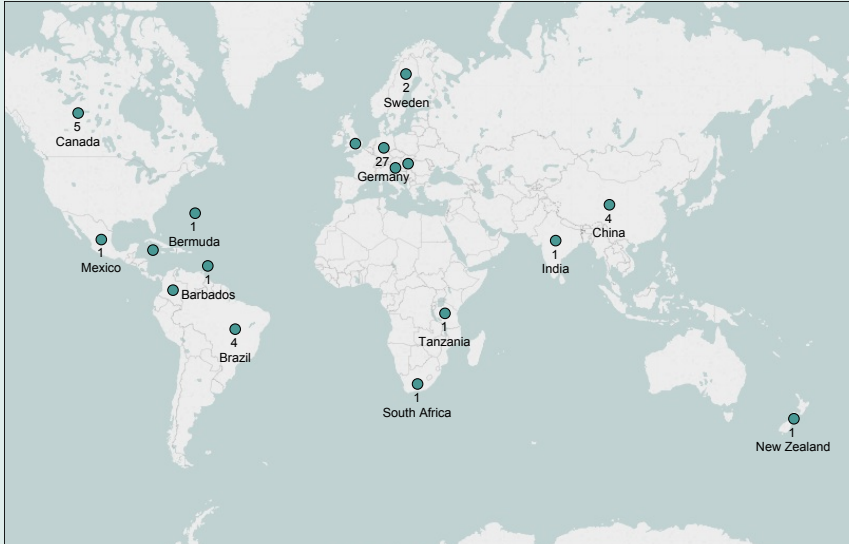 2
Sweden
5
Canada
27
Germany
4
China
1
Bermuda
1
Mexico
1
India
1
Barbados
1
Tanzania
4
Brazil
1
South Africa
1
New Zealand